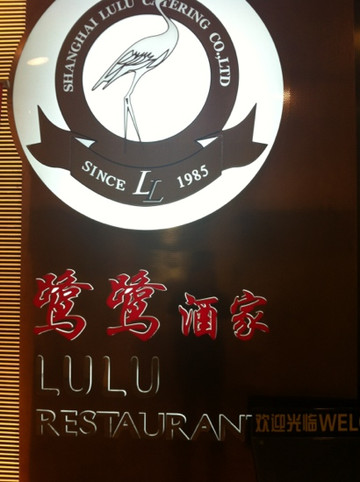 SHANGHAI LULU CATERING CO.,LTD
SINCE LL 1985
鹭鹭酒家
LULU
RESTAURANT
欢迎光临WEL